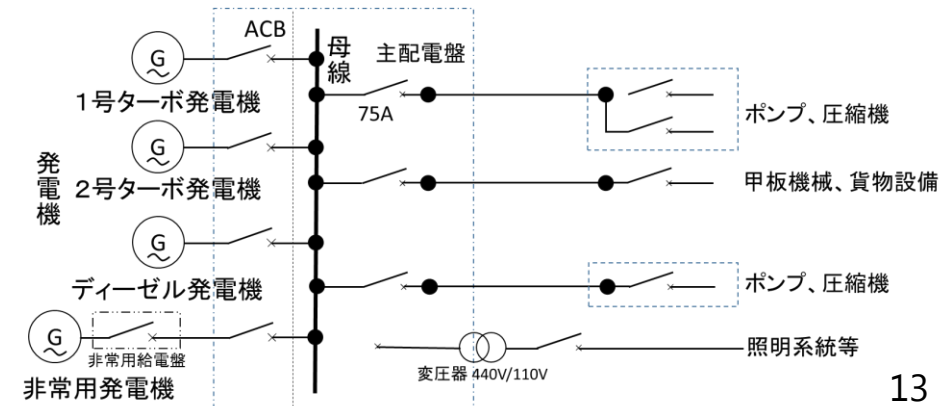 ACB
母線
主配電盤
G
1号ターボ発電機
75A
ポンプ、圧縮機
発電機
G
2号ターボ発電機
甲板機械、貨物設備
G
ディーゼル発電機
ポンプ、圧縮機
G
非常用給電盤
非常用発電機
変圧器 440V/110V
照明系統等
13